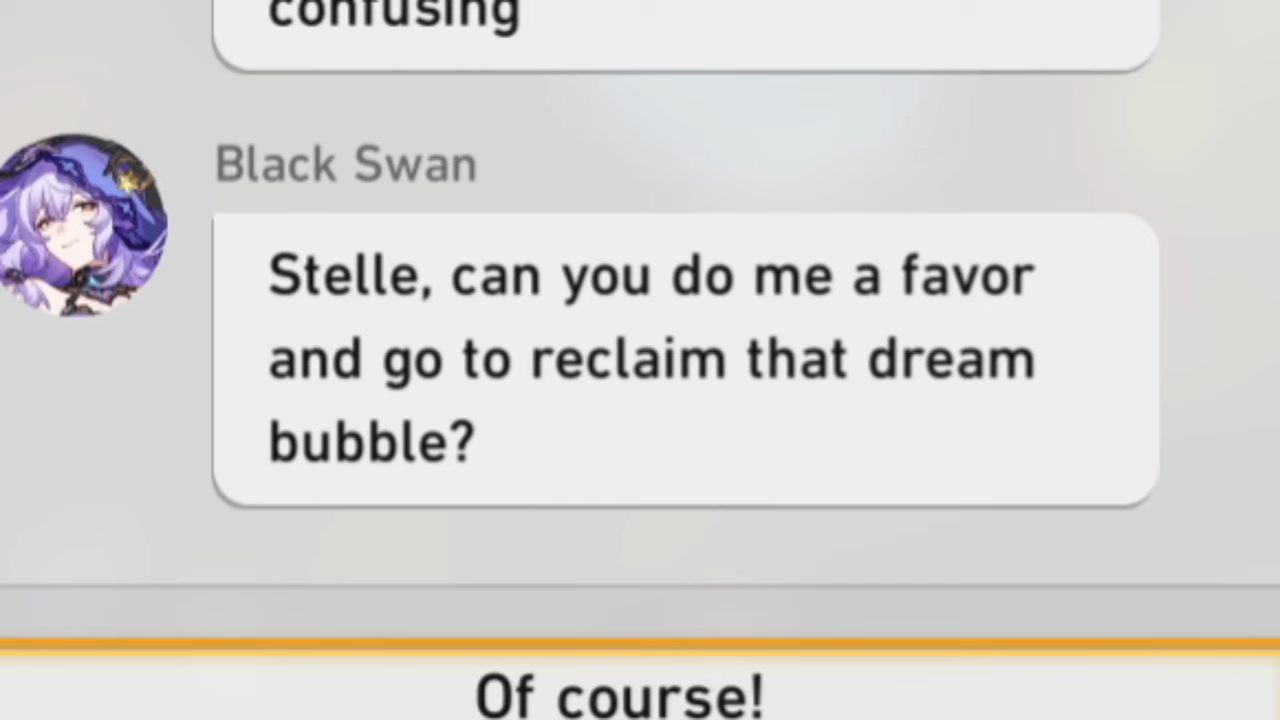 confusing
Black Swan
Stelle, can you do me a favor
and go to reclaim that dream
bubble?
Of course!